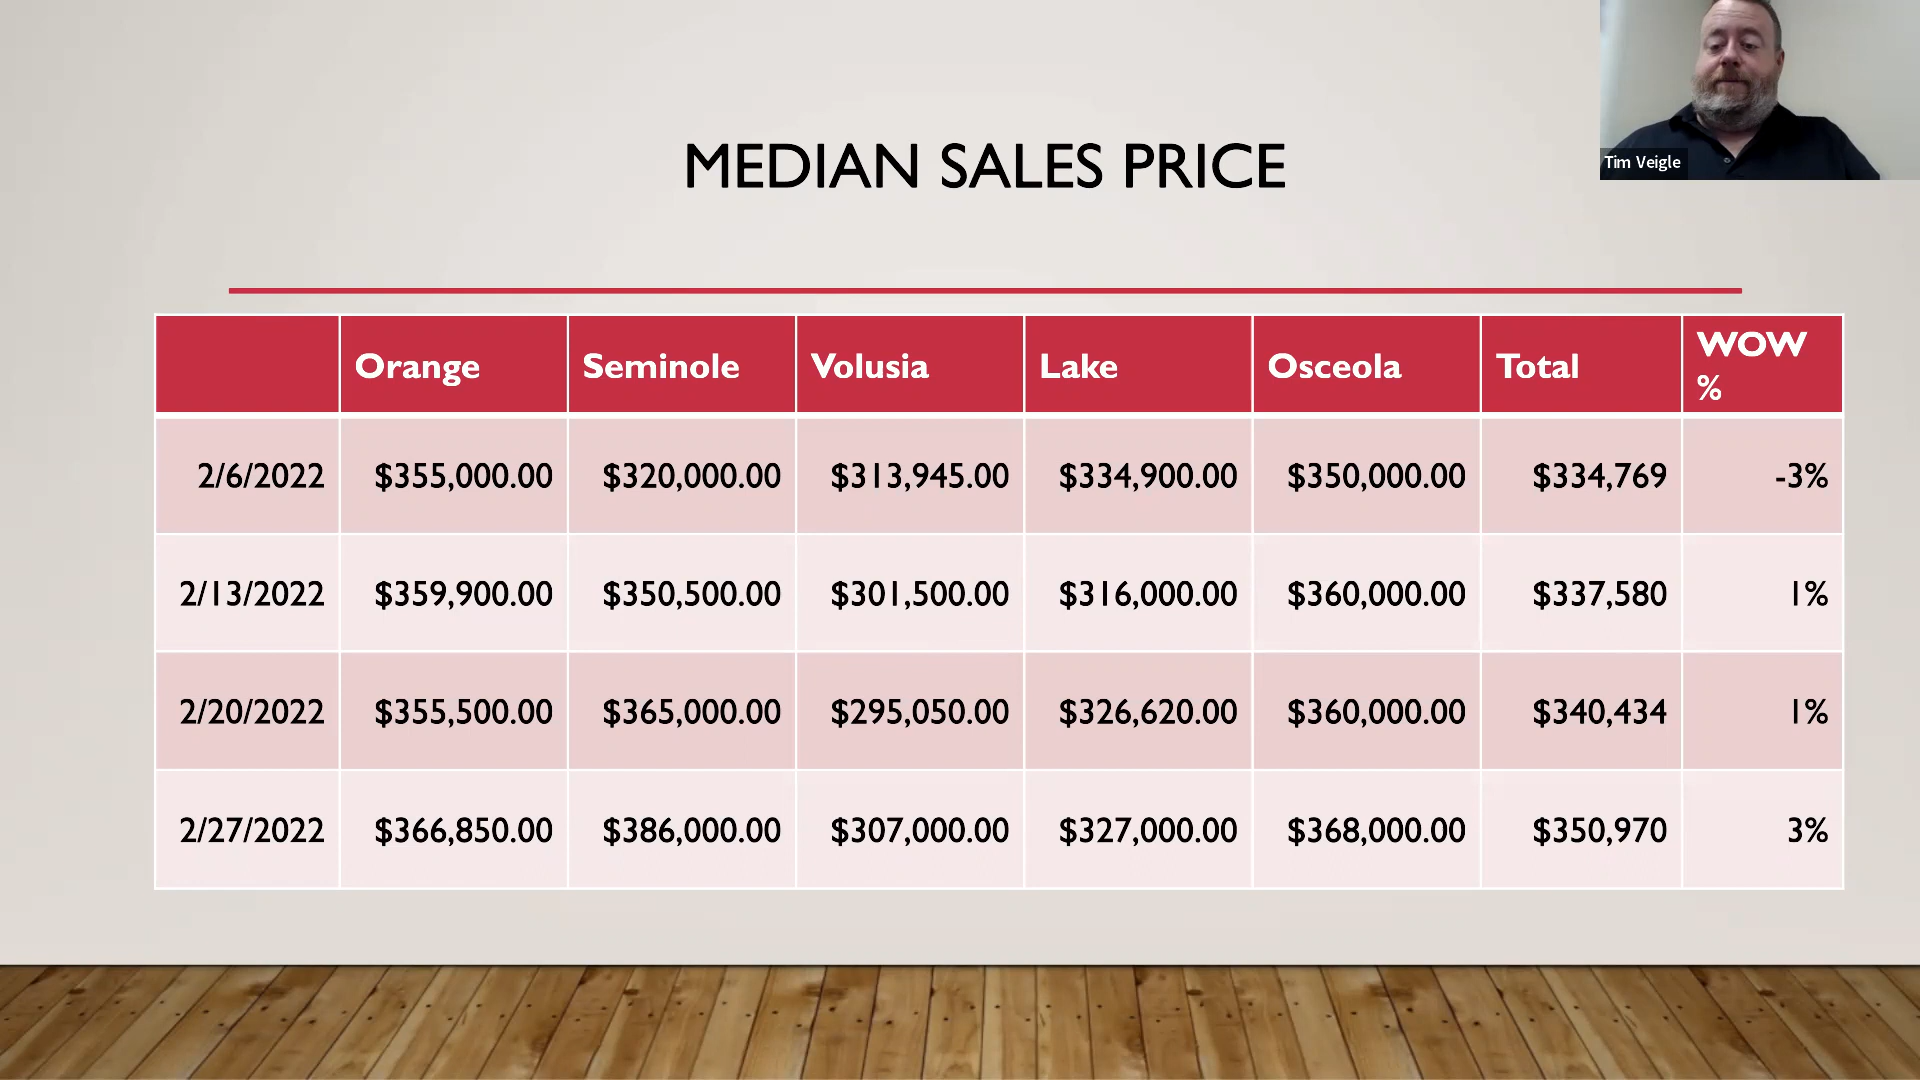 Tim Veigle
MEDIAN SALES PRICE
Orange Seminole Volusia Lake Osceola Total WOW %
2/6/2022 $355,000.00 $320,000.00 $313,945.00 $334,900.00 $350,000.00 $334,769 -3%
2/13/2022 $359,900.00 $350,500.00 $301,500.00 $316,000.00 $360,000.00 $337,580 1%
2/20/2022 $355,500.00 $365,000.00 $295,050.00 $326,620.00 $360,000.00 $340,434 1%
2/27/2022 $366,850.00 $386,000.00 $307,000.00 $327,000.00 $368,000.00 $350,970 3%